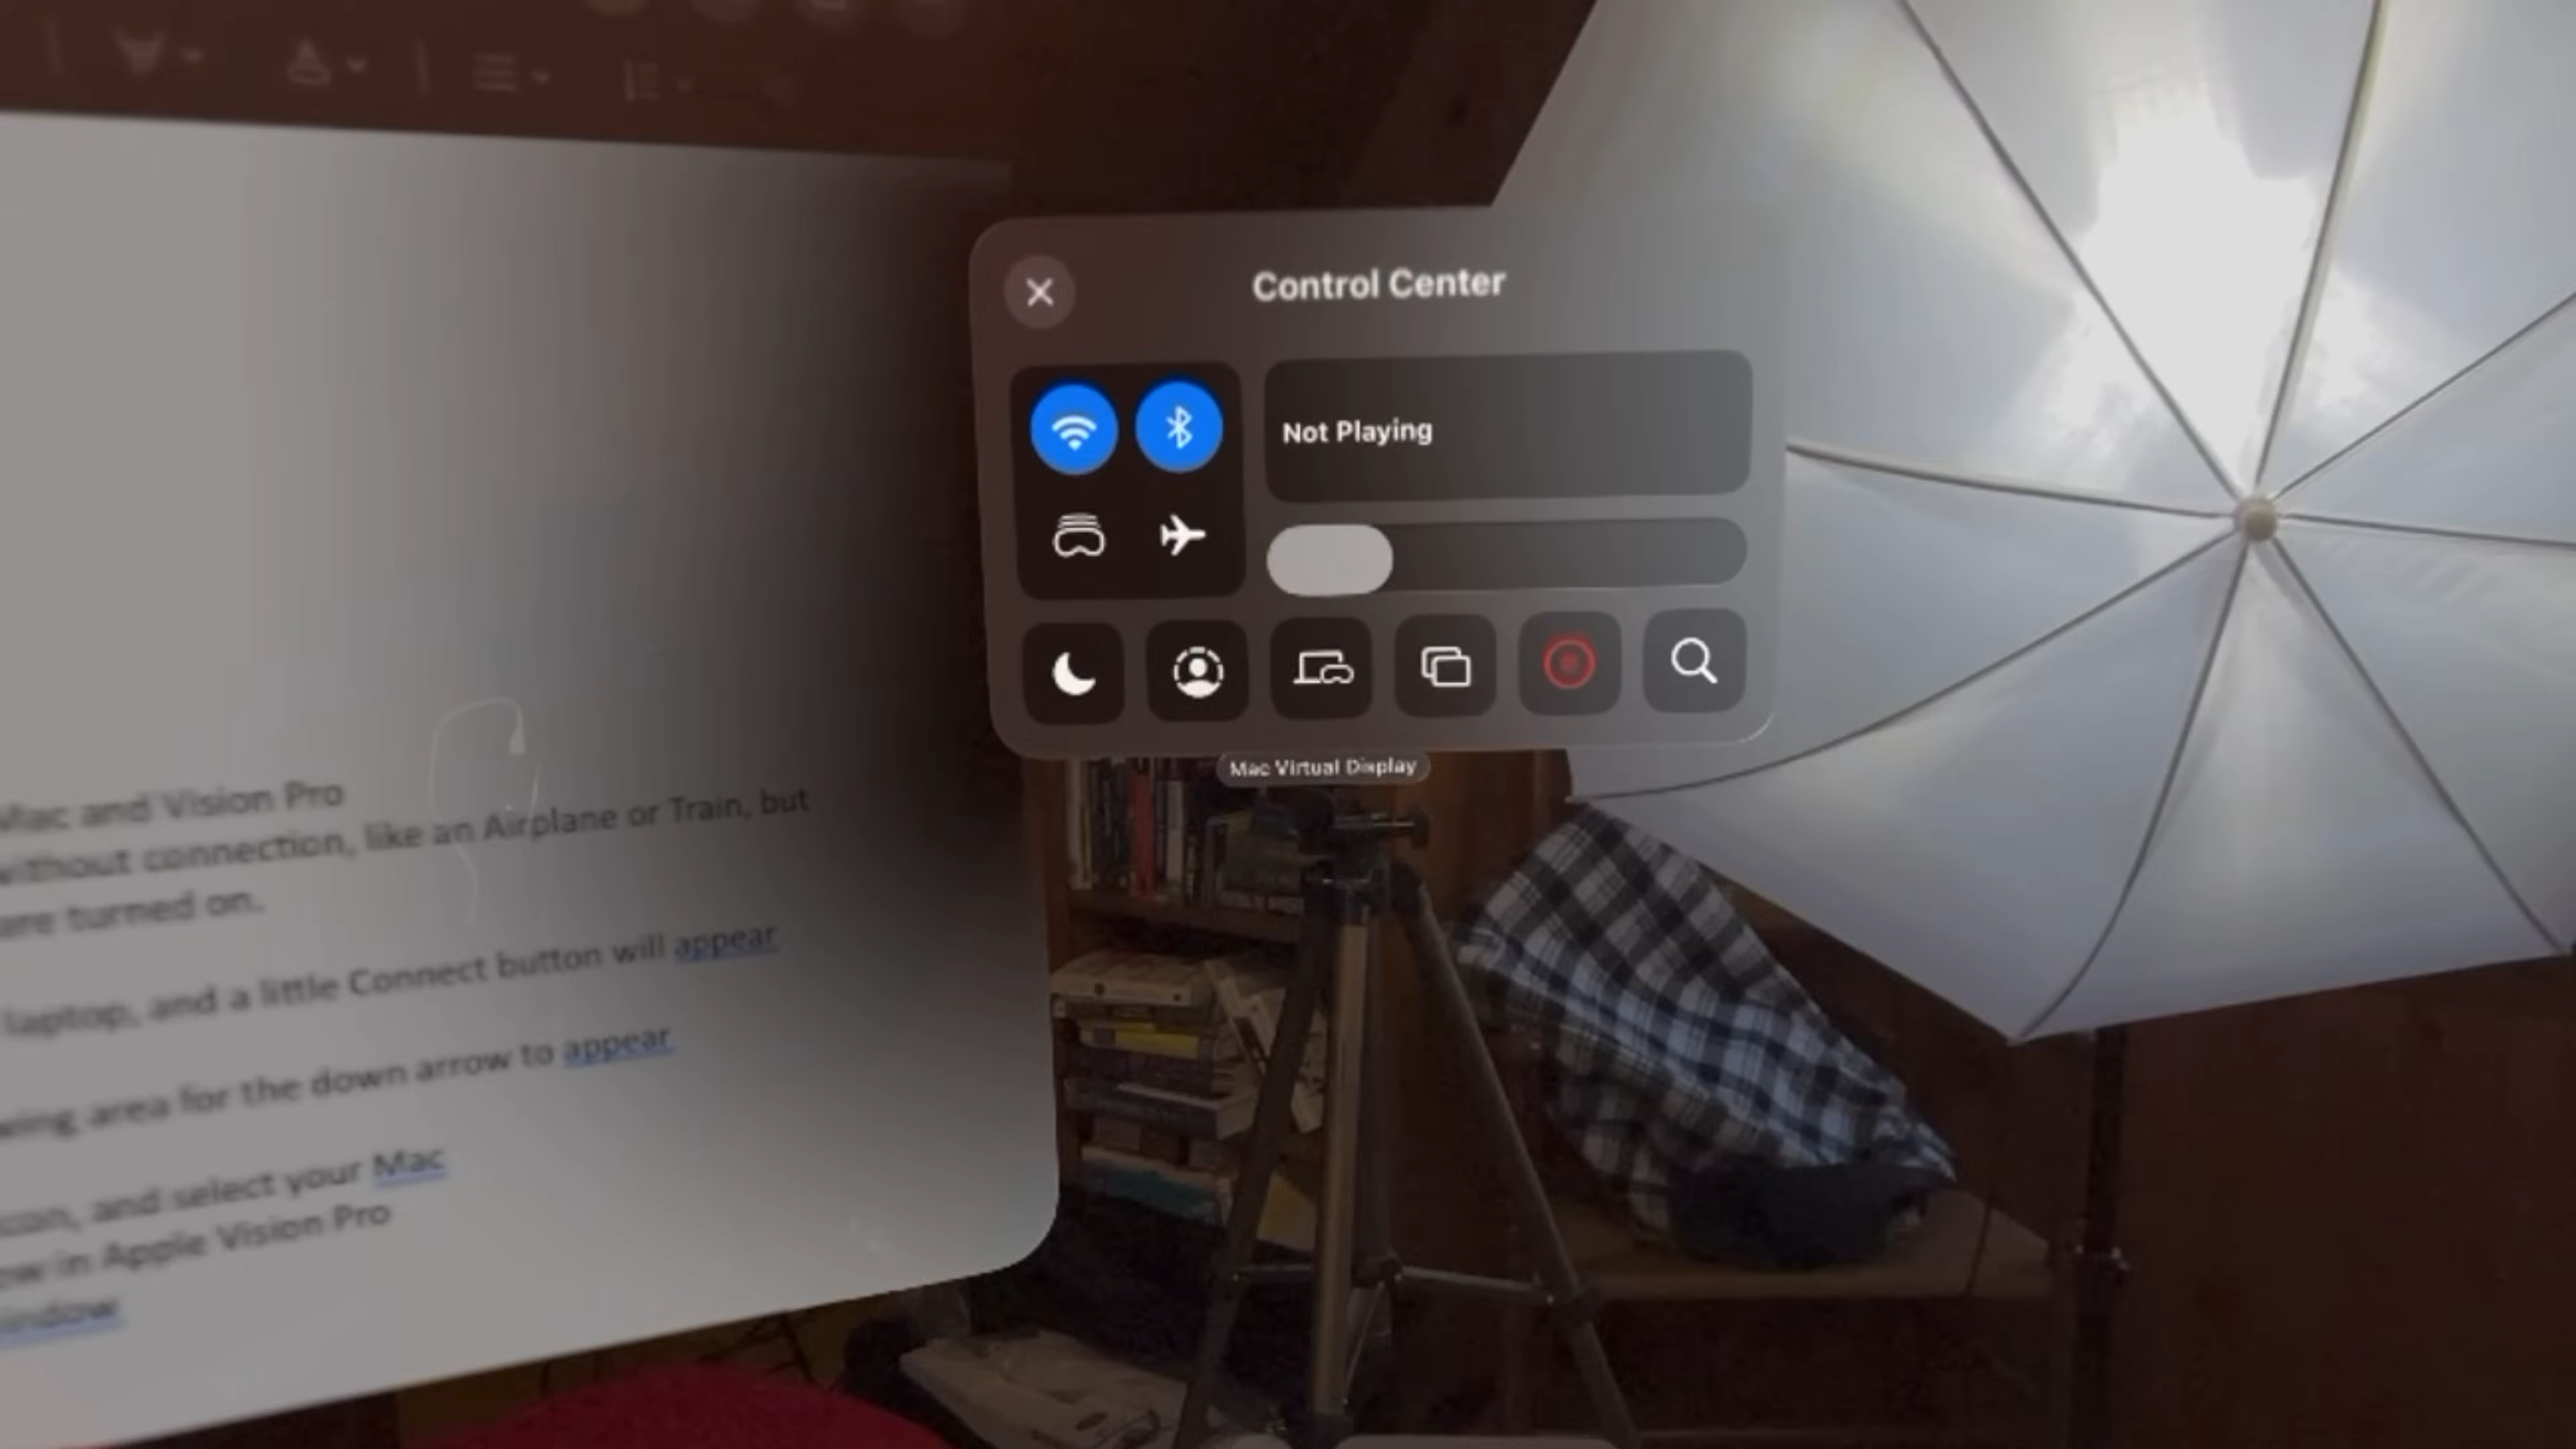 Control Center
Not Playing
Mac Virtual Display
Mac and Vision Pro
without connection, like an Airplane or Train, but
are turned on.
laptop, and a little Connect button will appear
area for the down arrow to appear
icon, and select your Mac
in Apple Vision Pro
window